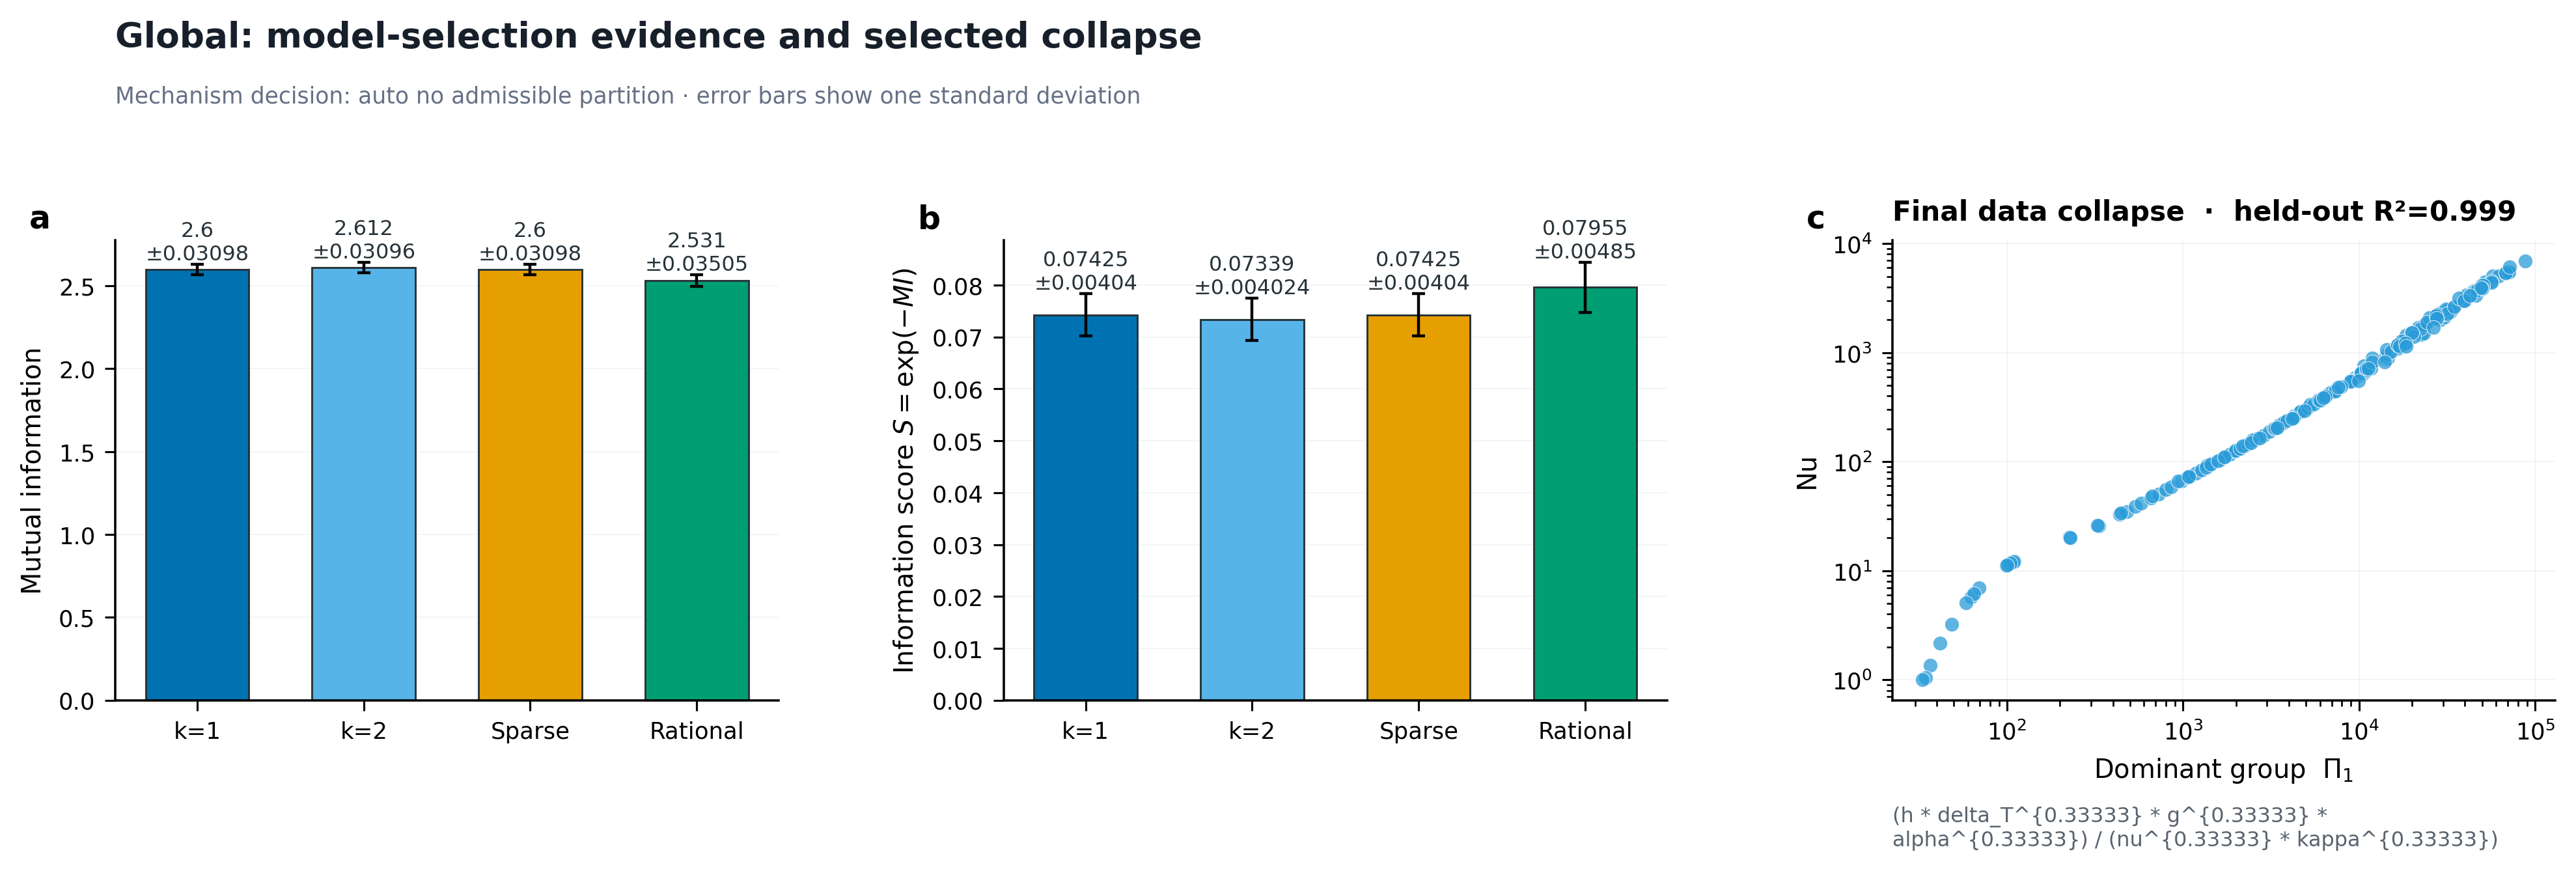 Global: model-selection evidence and selected collapse
Mechanism decision: auto no admissible partition · error bars show one standard deviation
a
2.6
±0.03098
2.612
±0.03096
2.6
±0.03098
2.531
±0.03505
Mutual information
2.5
2.0
1.5
1.0
0.5
0.0
k=1
k=2
Sparse
Rational
b
0.07425
±0.00404
0.07339
±0.004024
0.07425
±0.00404
0.07955
±0.00485
Information score S = exp(−MI)
0.08
0.07
0.06
0.05
0.04
0.03
0.02
0.01
0.00
k=1
k=2
Sparse
Rational
c
Final data collapse · held-out R²=0.999
Nu
10⁴
10³
10²
10¹
10⁰
10²
10³
10⁴
10⁵
Dominant group Π₁
(h * delta_T^{0.33333} * g^{0.33333} *
alpha^{0.33333}) / (nu^{0.33333} * kappa^{0.33333})